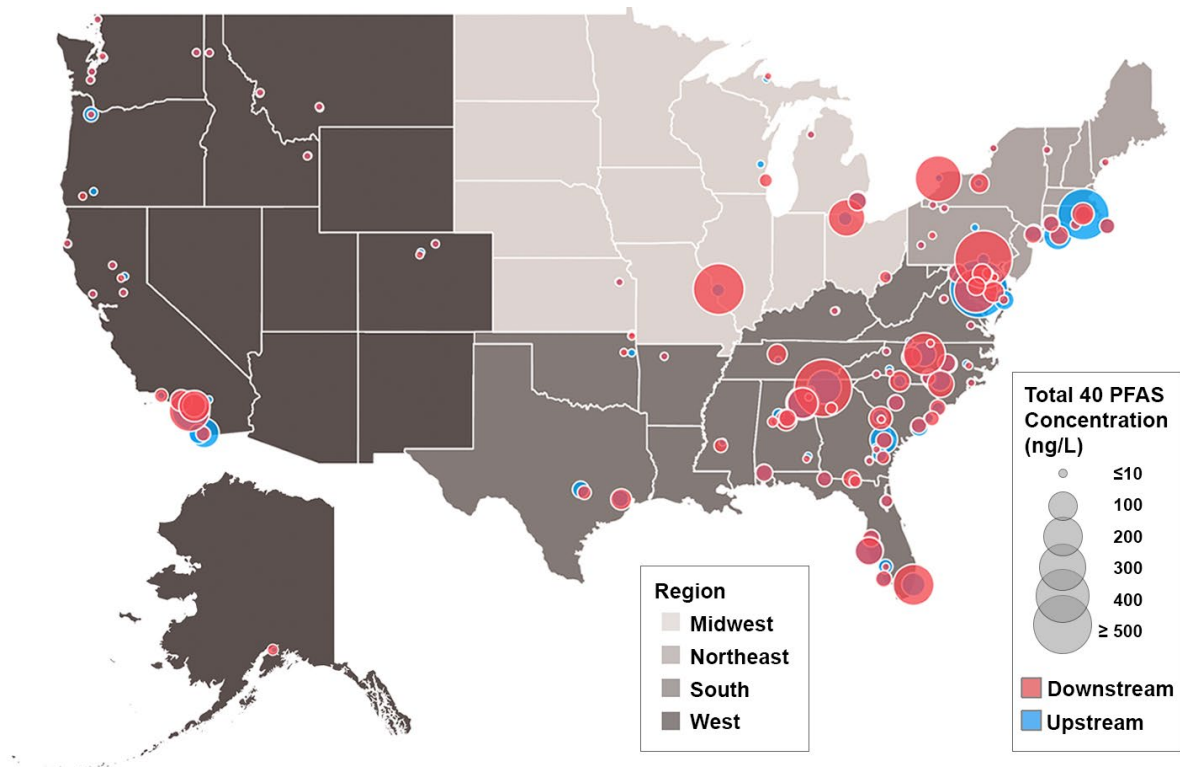 Total 40 PFAS
Concentration
(ng/L)
≤10
100
200
300
400
≥ 500
Downstream
Upstream
Region
Midwest
Northeast
South
West